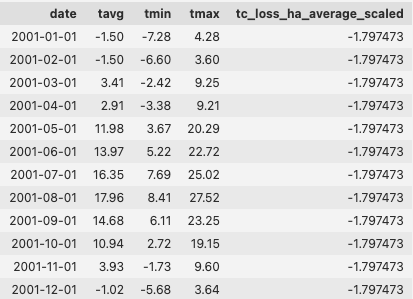 date tavg tmin tmax tc_loss_ha_average_scaled
2001-01-01 -1.50 -7.28 4.28 -1.797473
2001-02-01 -1.50 -6.60 3.60 -1.797473
2001-03-01 3.41 -2.42 9.25 -1.797473
2001-04-01 2.91 -3.38 9.21 -1.797473
2001-05-01 11.98 3.67 20.29 -1.797473
2001-06-01 13.97 5.22 22.72 -1.797473
2001-07-01 16.35 7.69 25.02 -1.797473
2001-08-01 17.96 8.41 27.52 -1.797473
2001-09-01 14.68 6.11 23.25 -1.797473
2001-10-01 10.94 2.72 19.15 -1.797473
2001-11-01 3.93 -1.73 9.60 -1.797473
2001-12-01 -1.02 -5.68 3.64 -1.797473